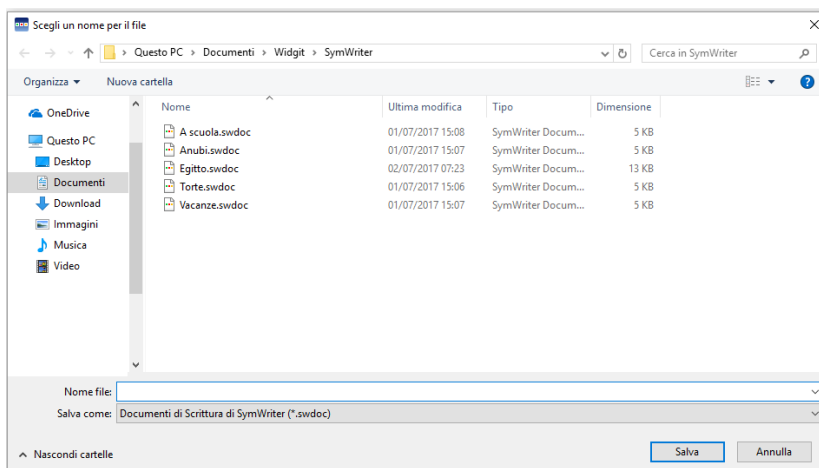 Scegli un nome per il file
Questo PC > Documenti > Widgit > SymWriter
Cerca in SymWriter
Organizza Nuova cartella
OneDrive
Questo PC
Desktop
Documenti
Download
Immagini
Musica
Video
Nome Ultima modifica Tipo Dimensione
A scuola.swdoc 01/07/2017 15:08 SymWriter Docum... 5 KB
Anubi.swdoc 01/07/2017 15:07 SymWriter Docum... 5 KB
Egitto.swdoc 02/07/2017 07:23 SymWriter Docum... 13 KB
Torte.swdoc 01/07/2017 15:06 SymWriter Docum... 5 KB
Vacanze.swdoc 01/07/2017 15:07 SymWriter Docum... 5 KB
Nome file:
Salva come: Documenti di Scrittura di SymWriter (*.swdoc)
Nascondi cartelle Salva Annulla